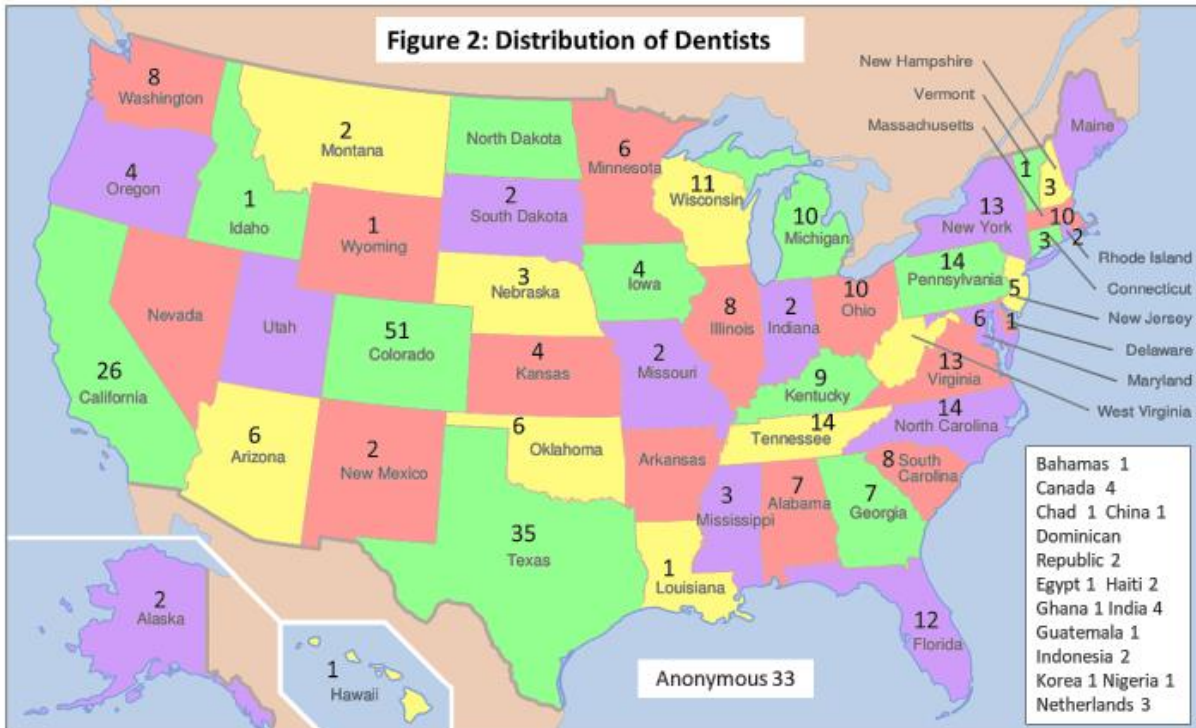 Figure 2: Distribution of Dentists
8
Washington
4
Oregon
1
Idaho
2
Montana
1
Wyoming
North Dakota
2
South Dakota
3
Nebraska
6
Minnesota
4
Iowa
11
Wisconsin
10
Michigan
26
California
Nevada
Utah
51
Colorado
4
Kansas
2
Missouri
8
Illinois
2
Indiana
10
Ohio
9
Kentucky
6
Arizona
2
New Mexico
6
Oklahoma
35
Texas
Arkansas
1
Louisiana
3
Mississippi
7
Alabama
14
Tennessee
7
Georgia
12
Florida
8 South
Carolina
14
North Carolina
13
Virginia
14
Pennsylvania
13
New York
Maine
New Hampshire
3
Vermont
1
Massachusetts
10
Rhode Island
2
Connecticut
3
New Jersey
5
Delaware
1
Maryland
6
West Virginia
2
Alaska
1
Hawaii
Anonymous 33
Bahamas 1
Canada 4
Chad 1 China 1
Dominican
Republic 2
Egypt 1 Haiti 2
Ghana 1 India 4
Guatemala 1
Indonesia 2
Korea 1 Nigeria 1
Netherlands 3